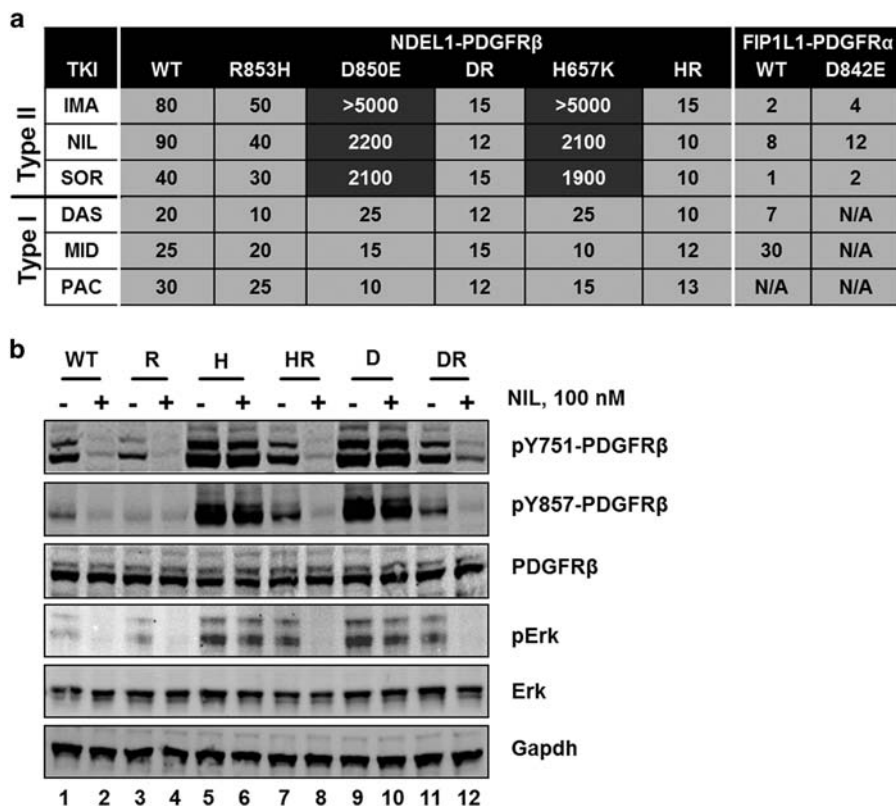 a
NDEL1-PDGFRβ FIP1L1-PDGFRα
TKI WT R853H D850E DR H657K HR WT D842E
Type II
IMA 80 50 >5000 15 >5000 15 2 4
NIL 90 40 2200 12 2100 10 8 12
SOR 40 30 2100 15 1900 10 1 2
Type I
DAS 20 10 25 12 25 10 7 N/A
MID 25 20 15 15 10 12 30 N/A
PAC 30 25 10 12 15 13 N/A N/A
b
WT R H HR D DR
- + - + - + - + - + - + NIL, 100 nM
pY751-PDGFRβ
pY857-PDGFRβ
PDGFRβ
pErk
Erk
Gapdh
1 2 3 4 5 6 7 8 9 10 11 12